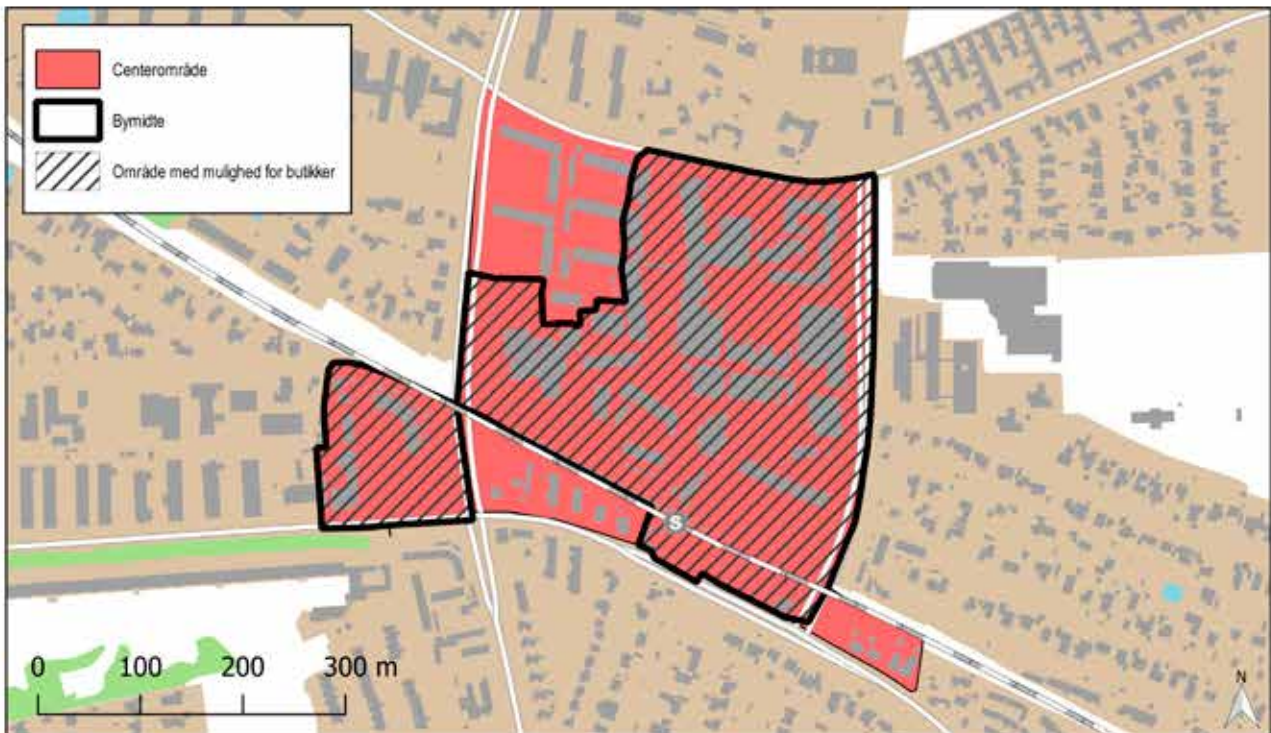 Centerområde
Bymidte
Område med mulighed for butikker
S
0 100 200 300 m
N